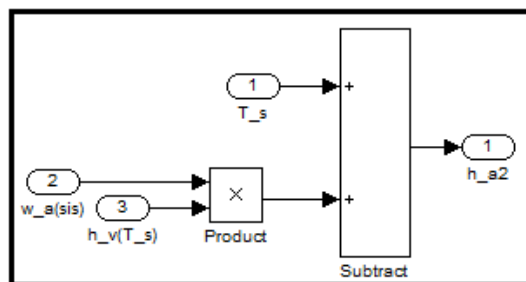 1
T_s
+
2
w_a(sis)
3
h_v(T_s)
×
Product
+
Subtract
1
h_a2